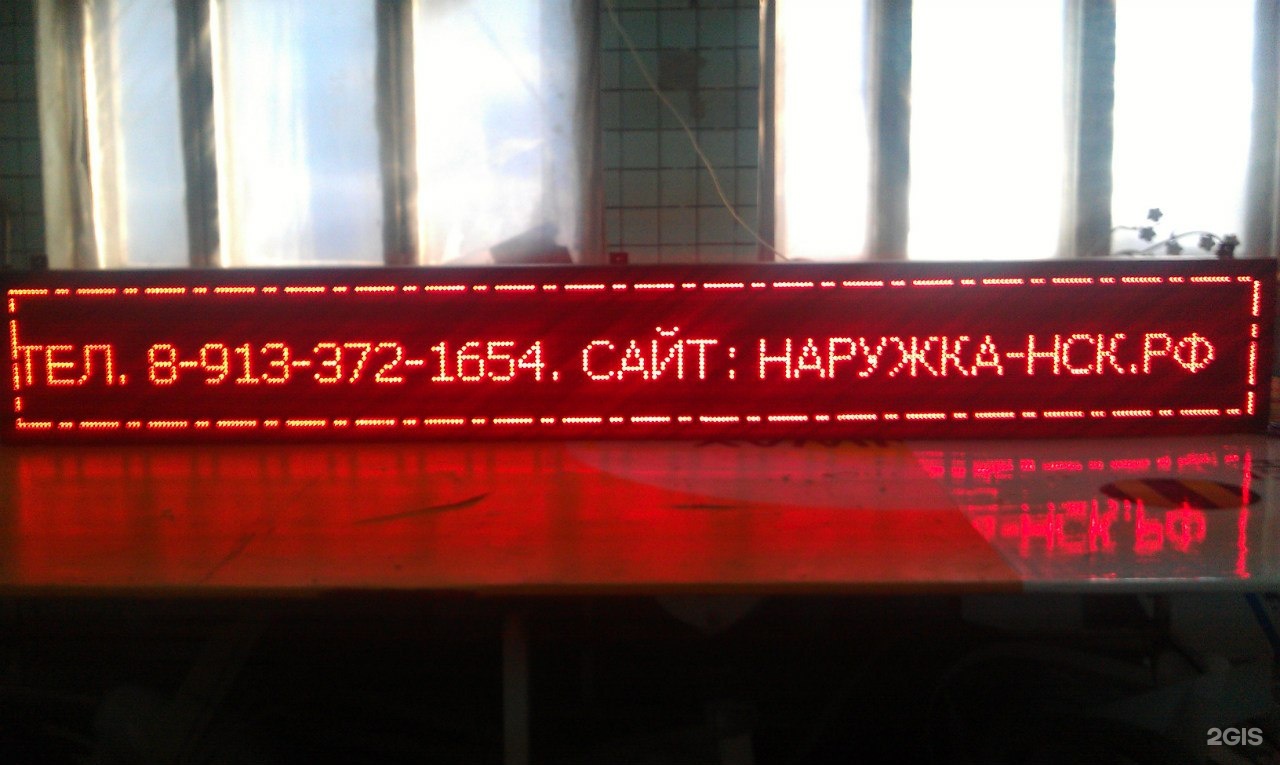 ТЕЛ. 8-913-372-1654. САЙТ: НАРУЖКА-НСК.РФ
2GIS